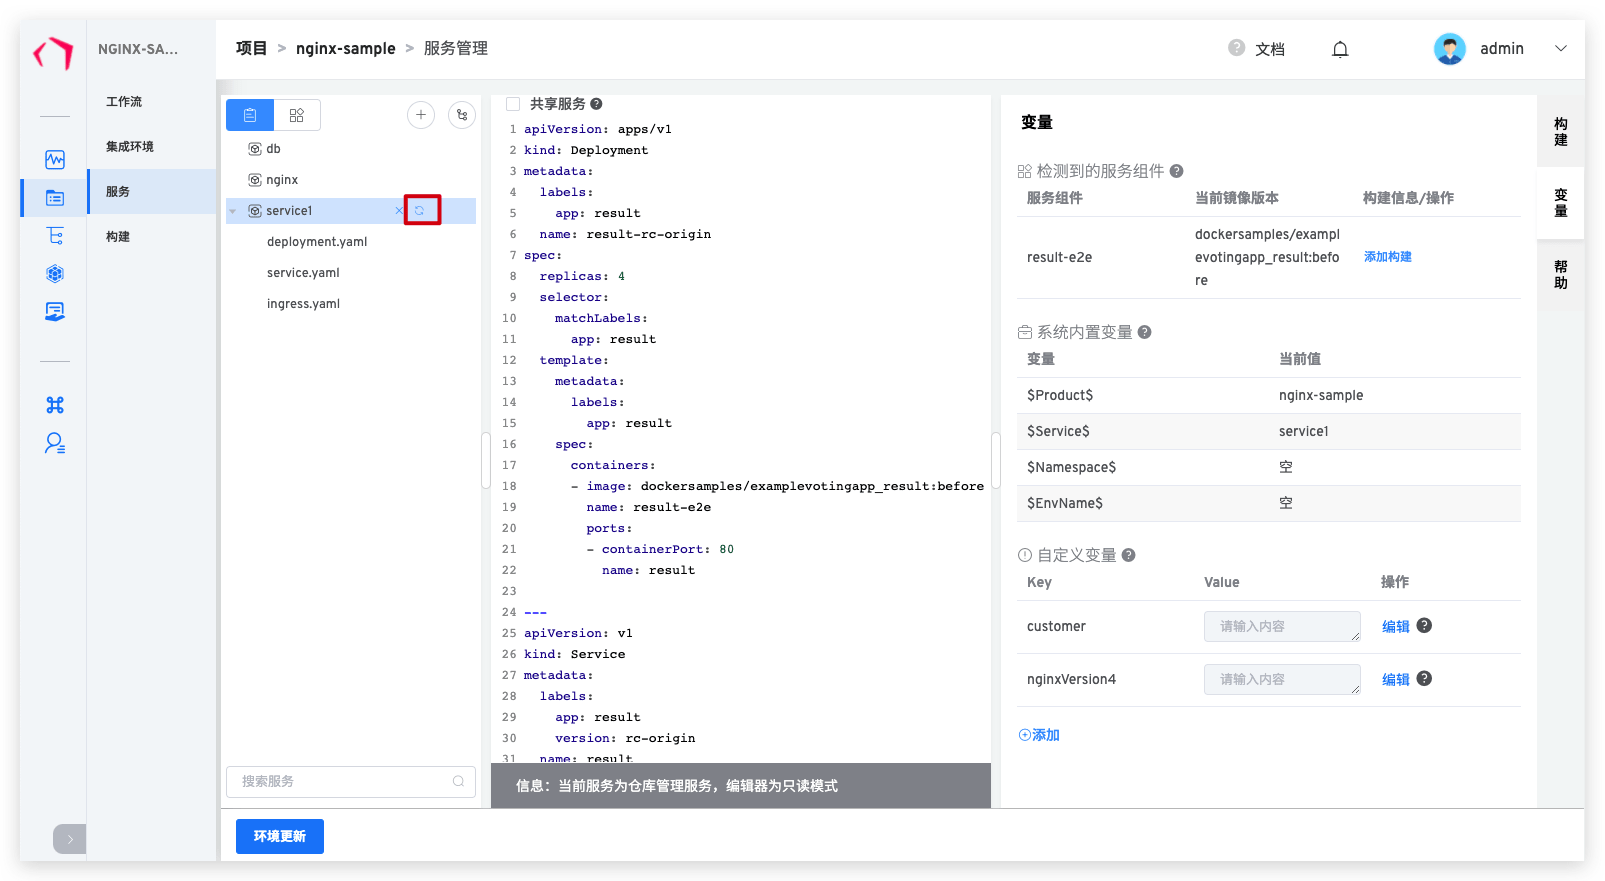 NGINX-SA...
工作流
集成环境
服务
构建
项目 > nginx-sample > 服务管理
文档
admin
db
nginx
service1
deployment.yaml
service.yaml
ingress.yaml
搜索服务
共享服务
1 apiVersion: apps/v1
2 kind: Deployment
3 metadata:
4   labels:
5     app: result
6   name: result-rc-origin
7 spec:
8   replicas: 4
9   selector:
10     matchLabels:
11       app: result
12   template:
13     metadata:
14       labels:
15         app: result
16     spec:
17       containers:
18       - image: dockersamples/examplevotingapp_result:before
19         name: result-e2e
20         ports:
21         - containerPort: 80
22           name: result
23
24 ---
25 apiVersion: v1
26 kind: Service
27 metadata:
28   labels:
29     app: result
30     version: rc-origin
31   name: result
信息：当前服务为仓库管理服务，编辑器为只读模式
变量
检测到的服务组件
服务组件 当前镜像版本 构建信息/操作
result-e2e
dockersamples/exampl
evotingapp_result:befo
re
添加构建
系统内置变量
变量 当前值
$Product$ nginx-sample
$Service$ service1
$Namespace$ 空
$EnvName$ 空
自定义变量
Key Value 操作
customer 请输入内容 编辑
nginxVersion4 请输入内容 编辑
添加
构建
变量
帮助
环境更新